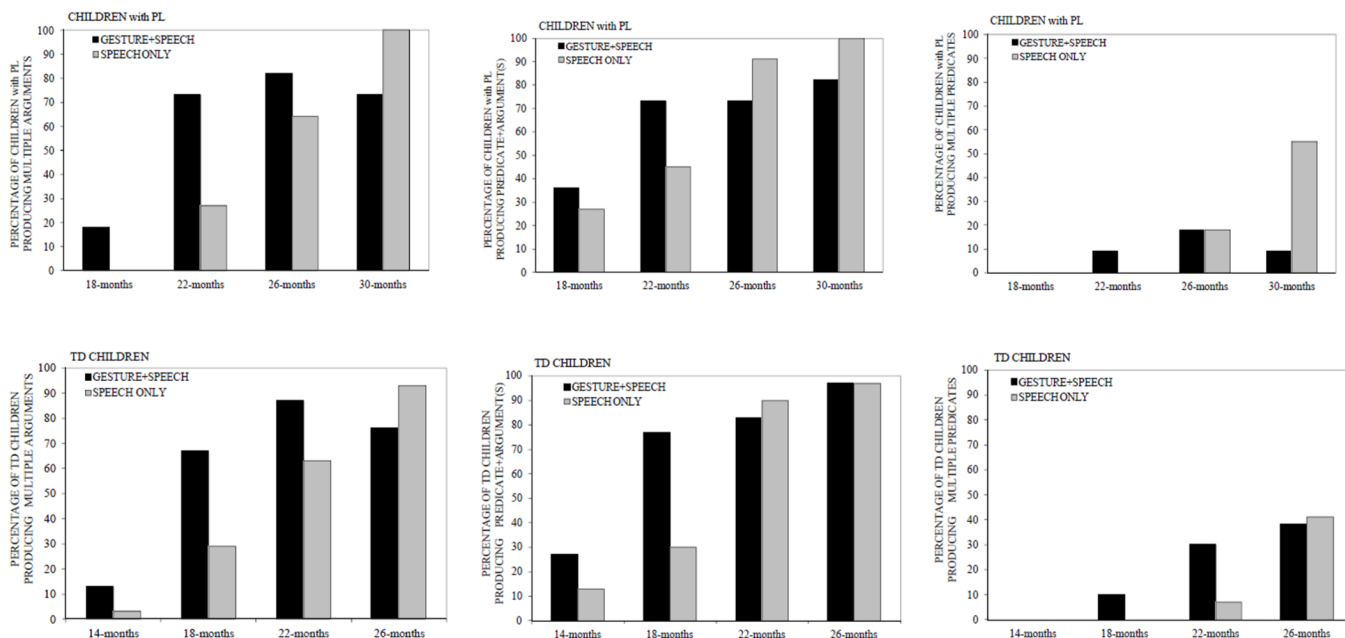 CHILDREN with PL
PERCENTAGE OF CHILDREN with PL
PRODUCING MULTIPLE ARGUMENTS
100
90
80
70
60
50
40
30
20
10
0
GESTURE+SPEECH
SPEECH ONLY
18-months 22-months 26-months 30-months
CHILDREN with PL
PERCENTAGE OF CHILDREN with PL
PRODUCING PREDICATE+ARGUMENT(S)
100
90
80
70
60
50
40
30
20
10
0
GESTURE+SPEECH
SPEECH ONLY
18-months 22-months 26-months 30-months
CHILDREN with PL
PERCENTAGE OF CHILDREN with PL
PRODUCING MULTIPLE PREDICATES
100
90
80
70
60
50
40
30
20
10
0
GESTURE+SPEECH
SPEECH ONLY
18-months 22-months 26-months 30-months
TD CHILDREN
PERCENTAGE OF TD CHILDREN
PRODUCING MULTIPLE ARGUMENTS
100
90
80
70
60
50
40
30
20
10
0
GESTURE+SPEECH
SPEECH ONLY
14-months 18-months 22-months 26-months
TD CHILDREN
PERCENTAGE OF TD CHILDREN
PRODUCING PREDICATE+ARGUMENT(S)
100
90
80
70
60
50
40
30
20
10
0
GESTURE+SPEECH
SPEECH ONLY
14-months 18-months 22-months 26-months
TD CHILDREN
PERCENTAGE OF TD CHILDREN
PRODUCING MULTIPLE PREDICATES
100
90
80
70
60
50
40
30
20
10
0
GESTURE+SPEECH
SPEECH ONLY
14-months 18-months 22-months 26-months